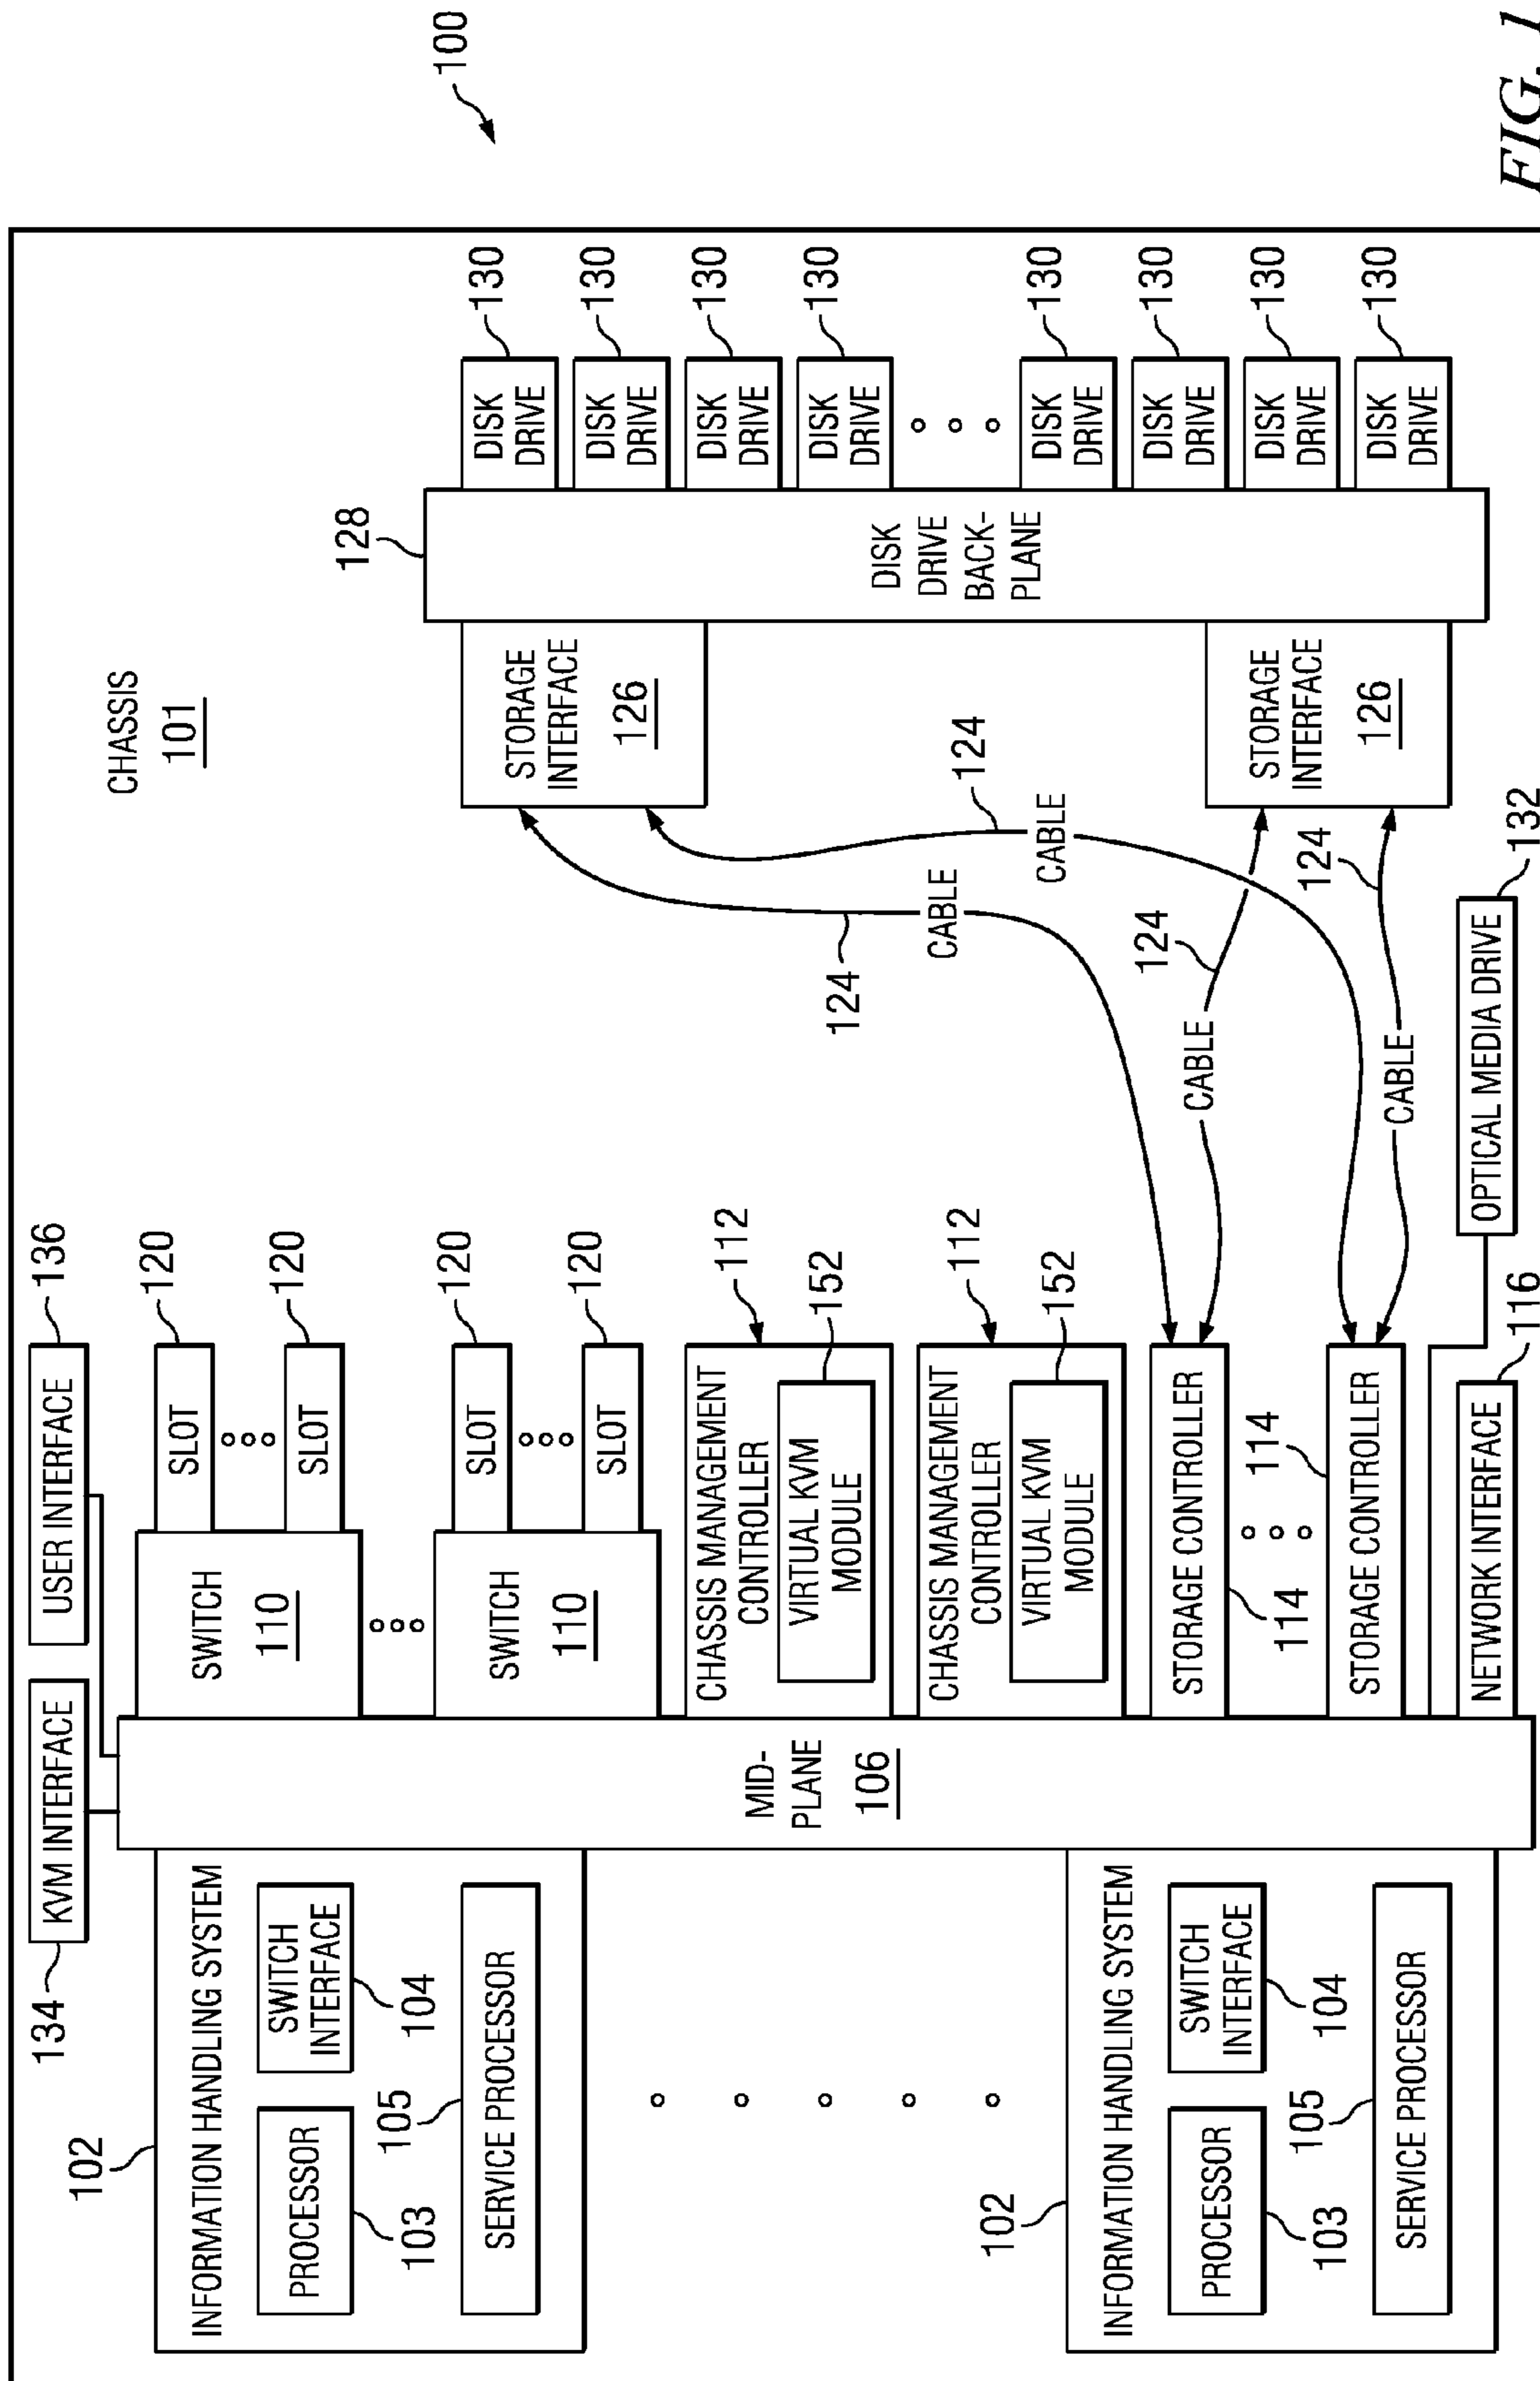 134
KVM INTERFACE
USER INTERFACE
136
CHASSIS
101
100
102
INFORMATION HANDLING SYSTEM
PROCESSOR
103
SWITCH
INTERFACE
104
105
SERVICE PROCESSOR
102
INFORMATION HANDLING SYSTEM
PROCESSOR
103
SWITCH
INTERFACE
104
105
SERVICE PROCESSOR
MID-
PLANE
106
SWITCH
110
SLOT
120
SLOT
120
SWITCH
110
SLOT
120
SLOT
120
CHASSIS MANAGEMENT
CONTROLLER
112
VIRTUAL KVM
MODULE
152
CHASSIS MANAGEMENT
CONTROLLER
112
VIRTUAL KVM
MODULE
152
STORAGE CONTROLLER
114
114
STORAGE CONTROLLER
NETWORK INTERFACE
116
OPTICAL MEDIA DRIVE
132
124
CABLE
124
CABLE
124
CABLE
124
CABLE
STORAGE
INTERFACE
126
STORAGE
INTERFACE
126
128
DISK
DRIVE
BACK-
PLANE
DISK
DRIVE
130
DISK
DRIVE
130
DISK
DRIVE
130
DISK
DRIVE
130
DISK
DRIVE
130
DISK
DRIVE
130
DISK
DRIVE
130
DISK
DRIVE
130
FIG. 1